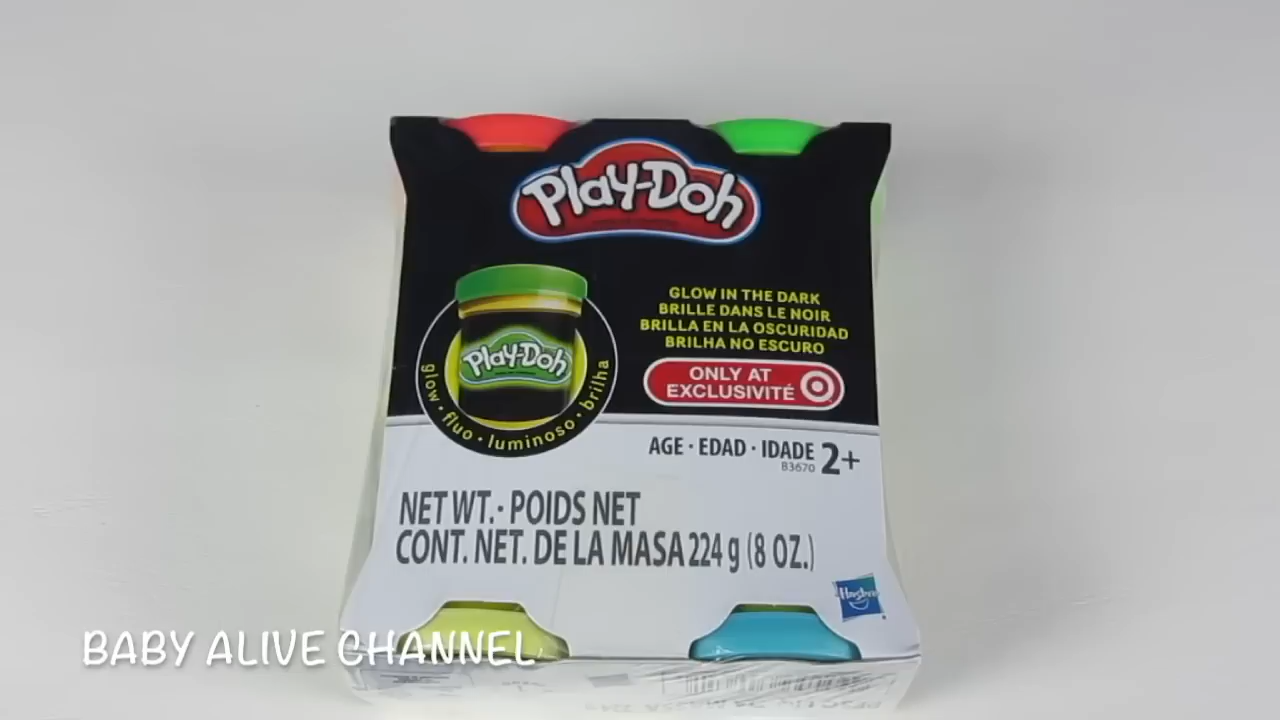 Play-Doh
GLOW IN THE DARK
BRILLE DANS LE NOIR
BRILLA EN LA OSCURIDAD
BRILHA NO ESCURO
Play-Doh
glow • fluo • luminoso • brilha
ONLY AT
EXCLUSIVITÉ
AGE • EDAD • IDADE 2+
B3670
NET WT. • POIDS NET
CONT. NET. DE LA MASA 224 g (8 OZ.)
Hasbro
BABY ALIVE CHANNEL